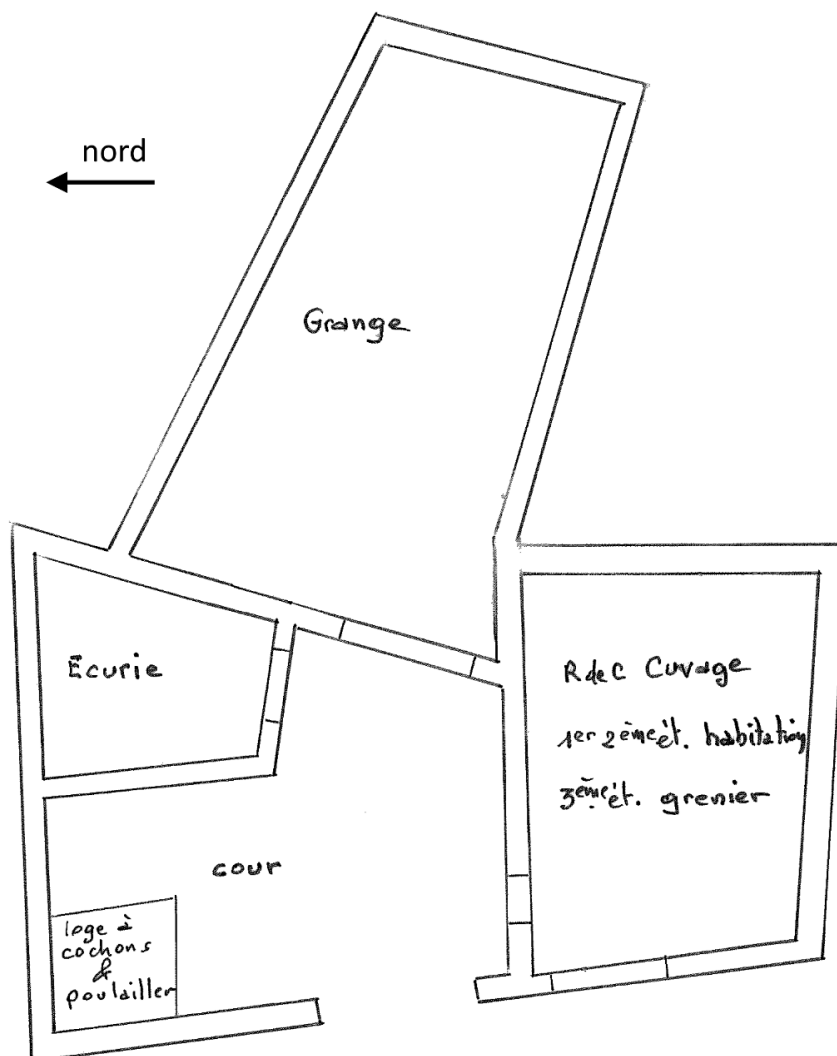 nord
Grange
Écurie
R de C Cuvage
1er 2ème ét. habitation
3ème ét. grenier
cour
loge à
cochons
&
poulailler